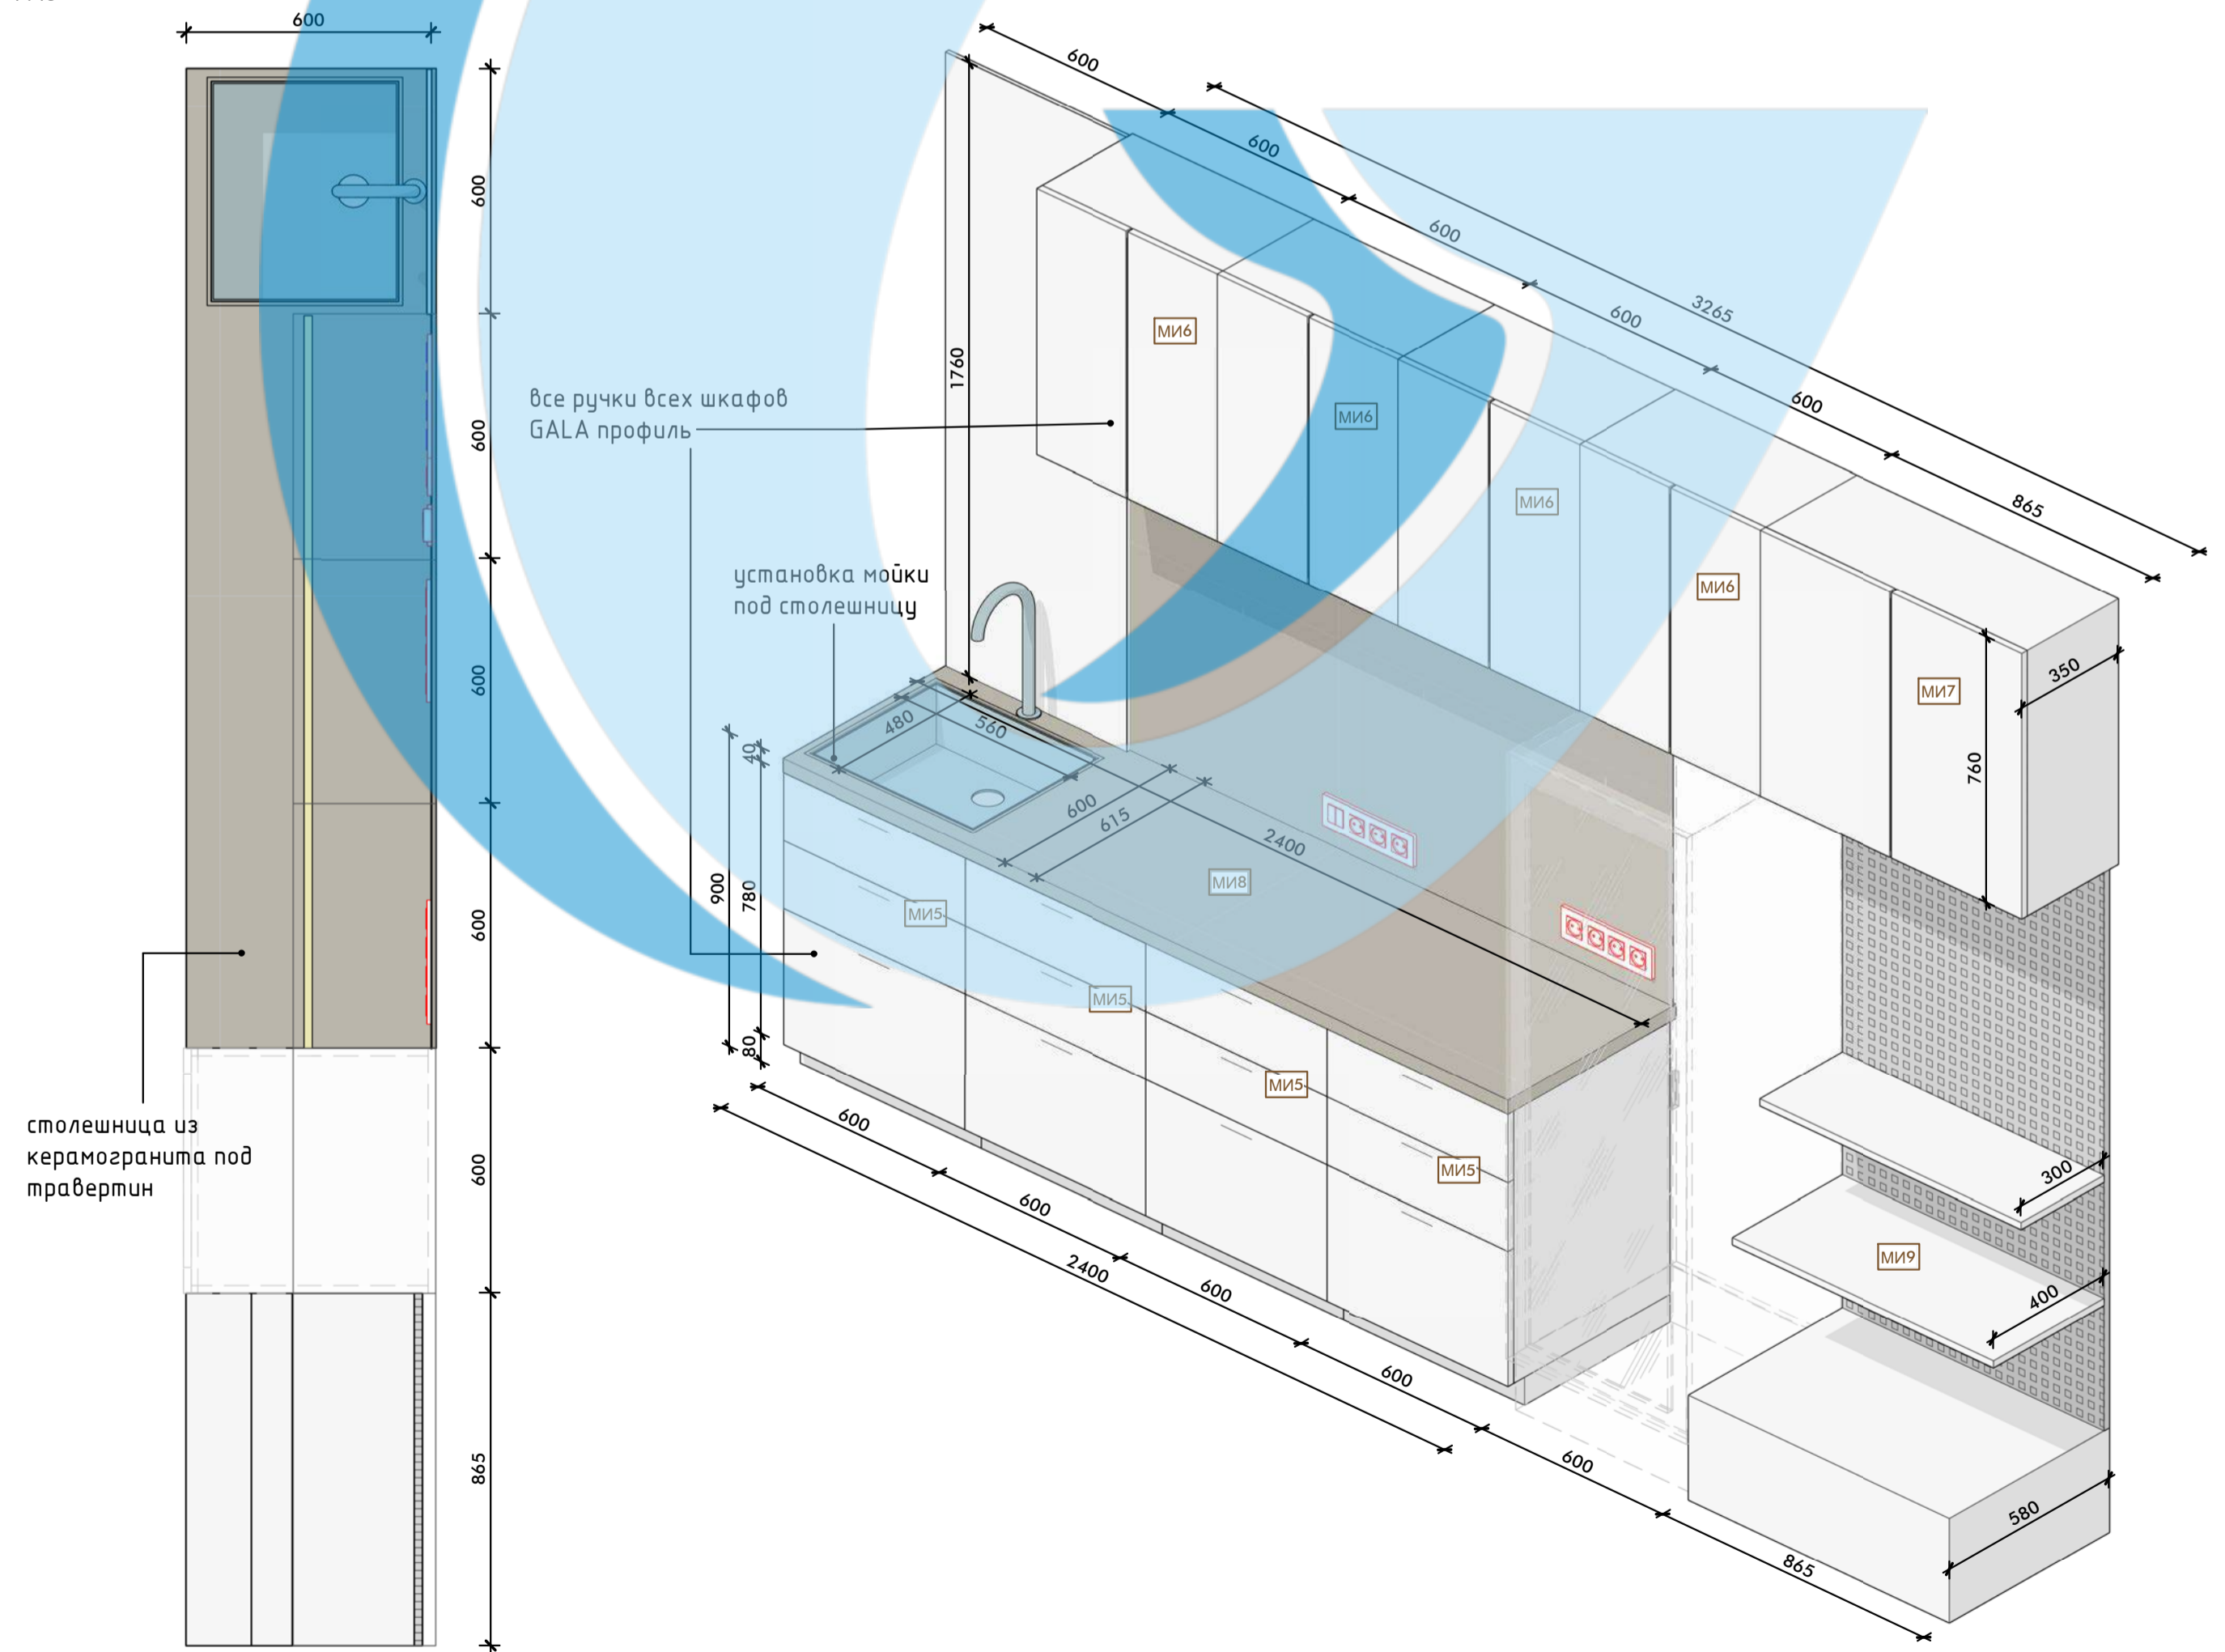 600
600
600
600
600
600
865
столешница из
керамогранита под
травертин
все ручки всех шкафов
GALA профиль
установка мойки
под столешницу
600
600
600
600
600
865
3265
1760
МИ6
МИ6
МИ6
МИ6
МИ7
760
350
480
560
600
615
2400
900
40
780
80
МИ5
МИ5
МИ5
МИ5
МИ8
МИ9
300
400
580
600
600
600
600
600
865
2400